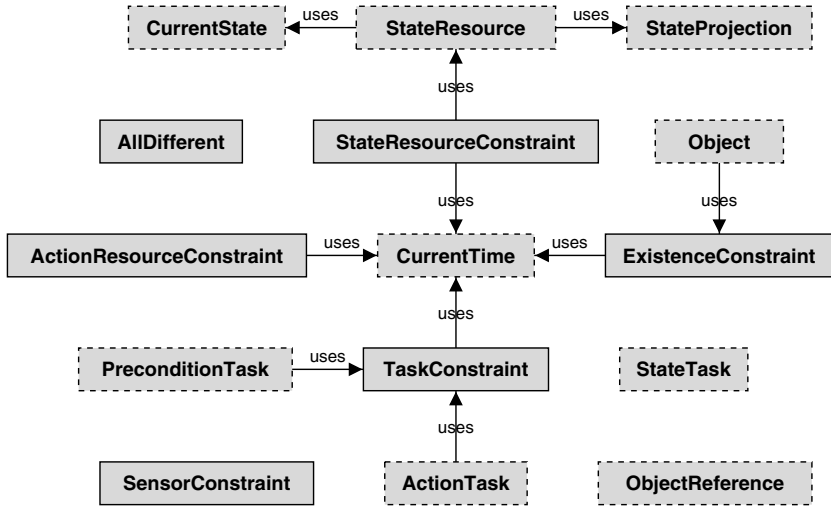 CurrentState uses StateResource uses StateProjection
uses
AllDifferent StateResourceConstraint Object
uses uses
ActionResourceConstraint uses CurrentTime uses ExistenceConstraint
uses
PreconditionTask uses TaskConstraint StateTask
uses
SensorConstraint ActionTask ObjectReference